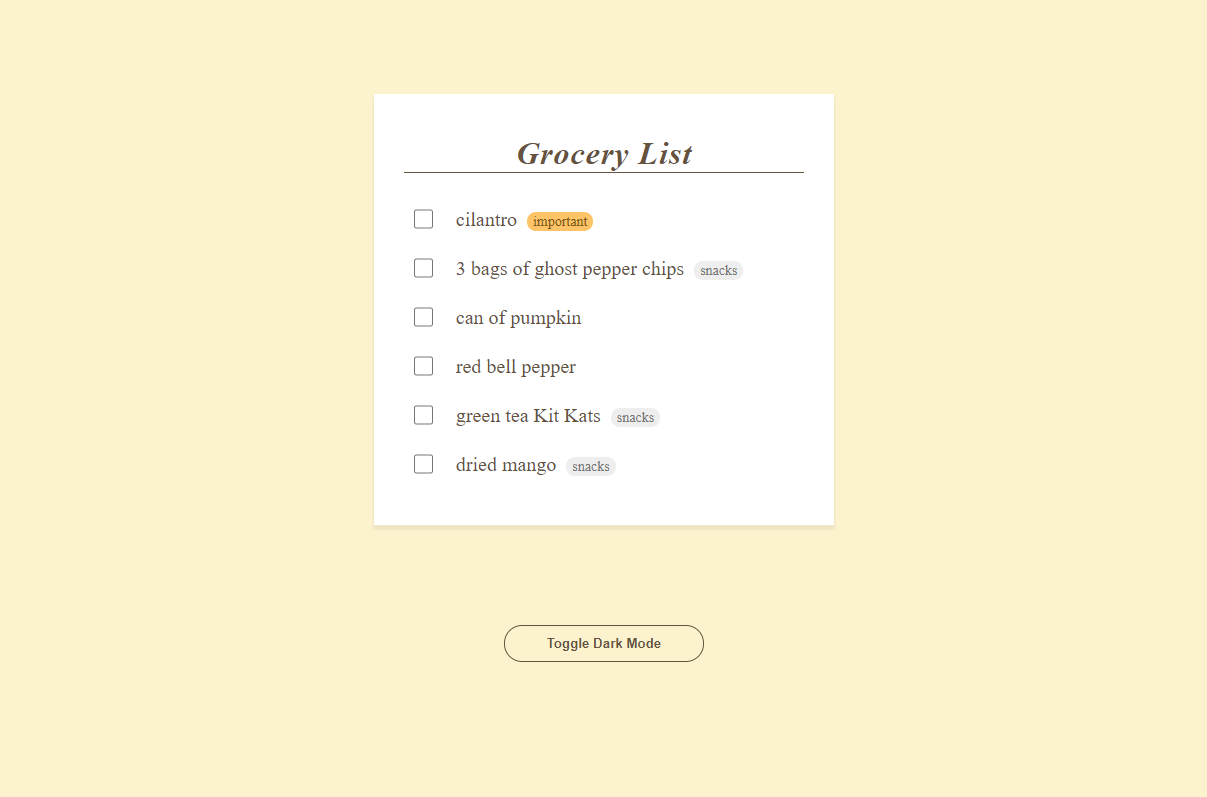 Grocery List
cilantro important
3 bags of ghost pepper chips snacks
can of pumpkin
red bell pepper
green tea Kit Kats snacks
dried mango snacks
Toggle Dark Mode